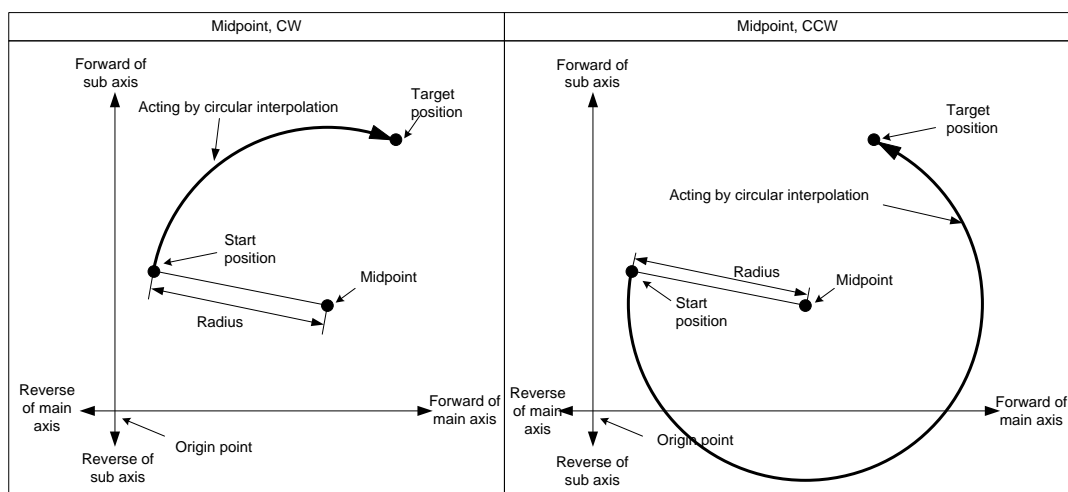 Midpoint, CW
Midpoint, CCW
Forward of
sub axis
Acting by circular interpolation
Target
position
Start
position
Midpoint
Radius
Reverse
of main
axis
Forward
of main axis
Origin point
Reverse of
sub axis
Forward of
sub axis
Target
position
Acting by circular interpolation
Radius
Midpoint
Start
position
Reverse
of main
axis
Forward of
main axis
Origin point
Reverse of
sub axis